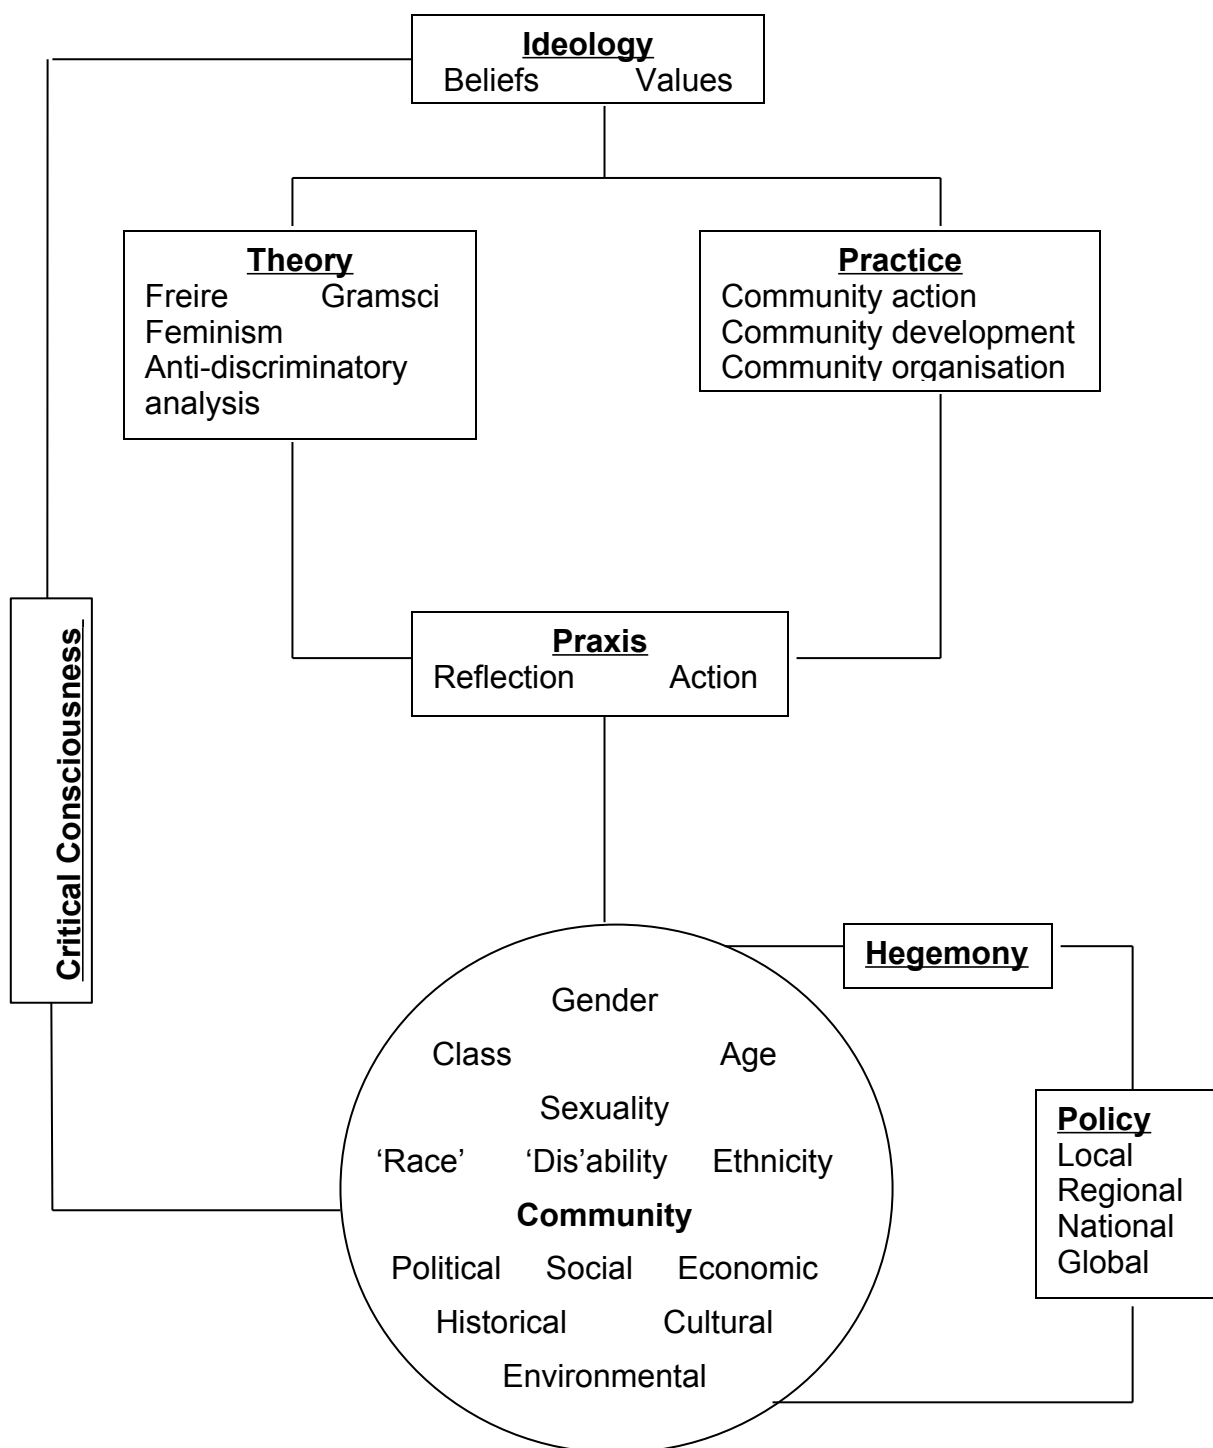 Ideology
Beliefs Values
Theory
Freire Gramsci
Feminism
Anti-discriminatory
analysis
Practice
Community action
Community development
Community organisation
Critical Consciousness
Praxis
Reflection Action
Hegemony
Gender
Class Age
Sexuality
‘Race’ ‘Dis’ability Ethnicity
Community
Political Social Economic
Historical Cultural
Environmental
Policy
Local
Regional
National
Global